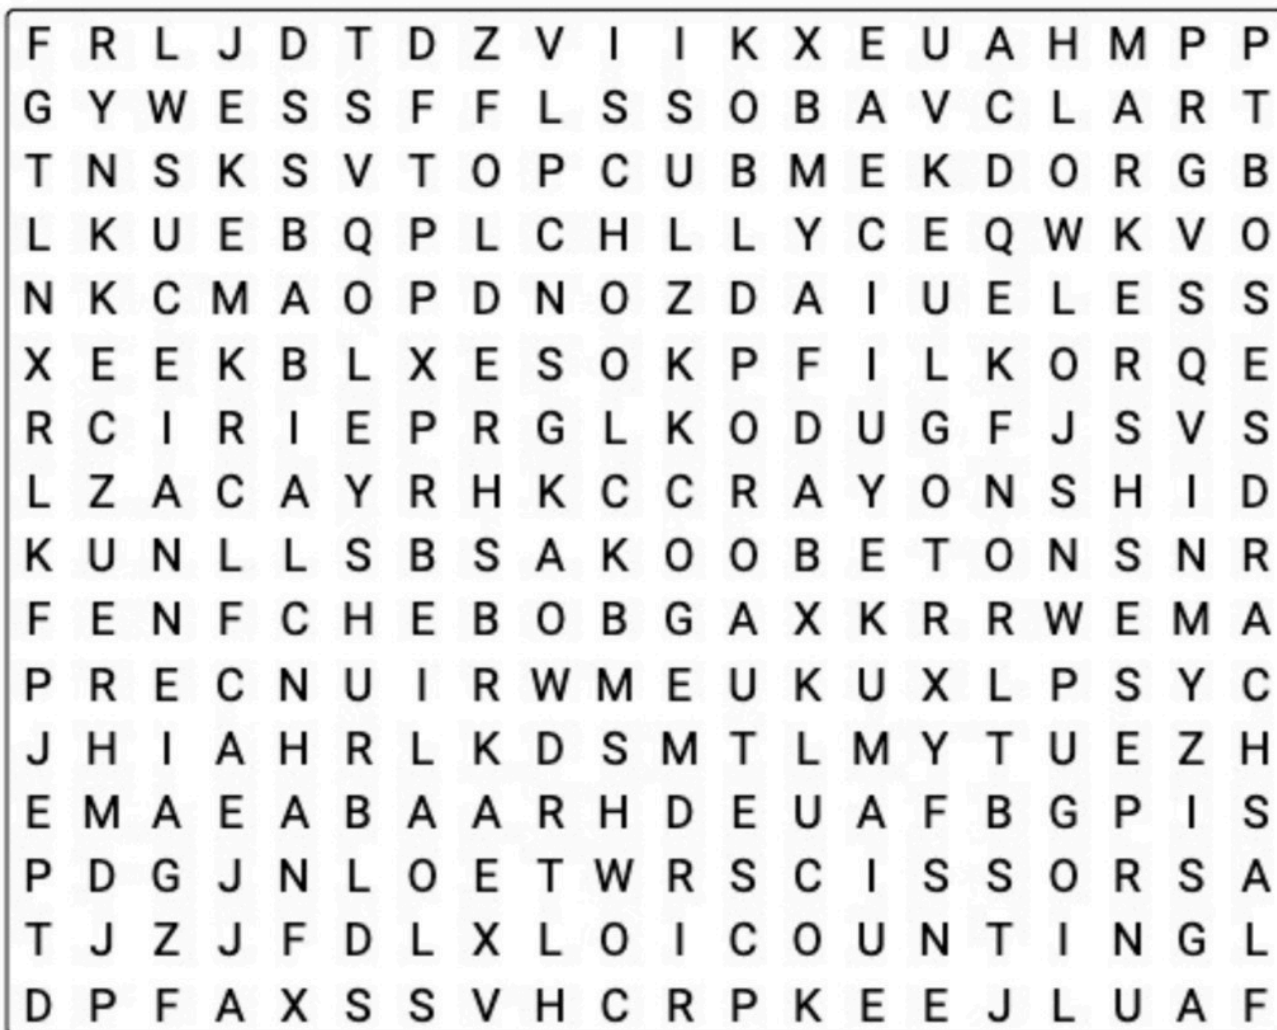 F R L J D T D Z V I I K X E U A H M P P
G Y W E S S F F L S S O B A V C L A R T
T N S K S V T O P C U B M E K D O R G B
L K U E B Q P L C H L L Y C E Q W K V O
N K C M A O P D N O Z D A I U E L E S S
X E E K B L X E S O K P F I L K O R Q E
R C I R I E P R G L K O D U G F J S V S
L Z A C A Y R H K C C R A Y O N S H I D
K U N L L S B S A K O O B E T O N S N R
F E N F C H E B O B G A X K R R W E M A
P R E C N U I R W M E U K U X L P S Y C
J H I A H R L K D S M T L M Y T U E Z H
E M A E A B A A R H D E U A F B G P I S
P D G J N L O E T W R S C I S S O R S A
T J Z J F D L X L O I C O U N T I N G L
D P F A X S S V H C R P K E E J L U A F